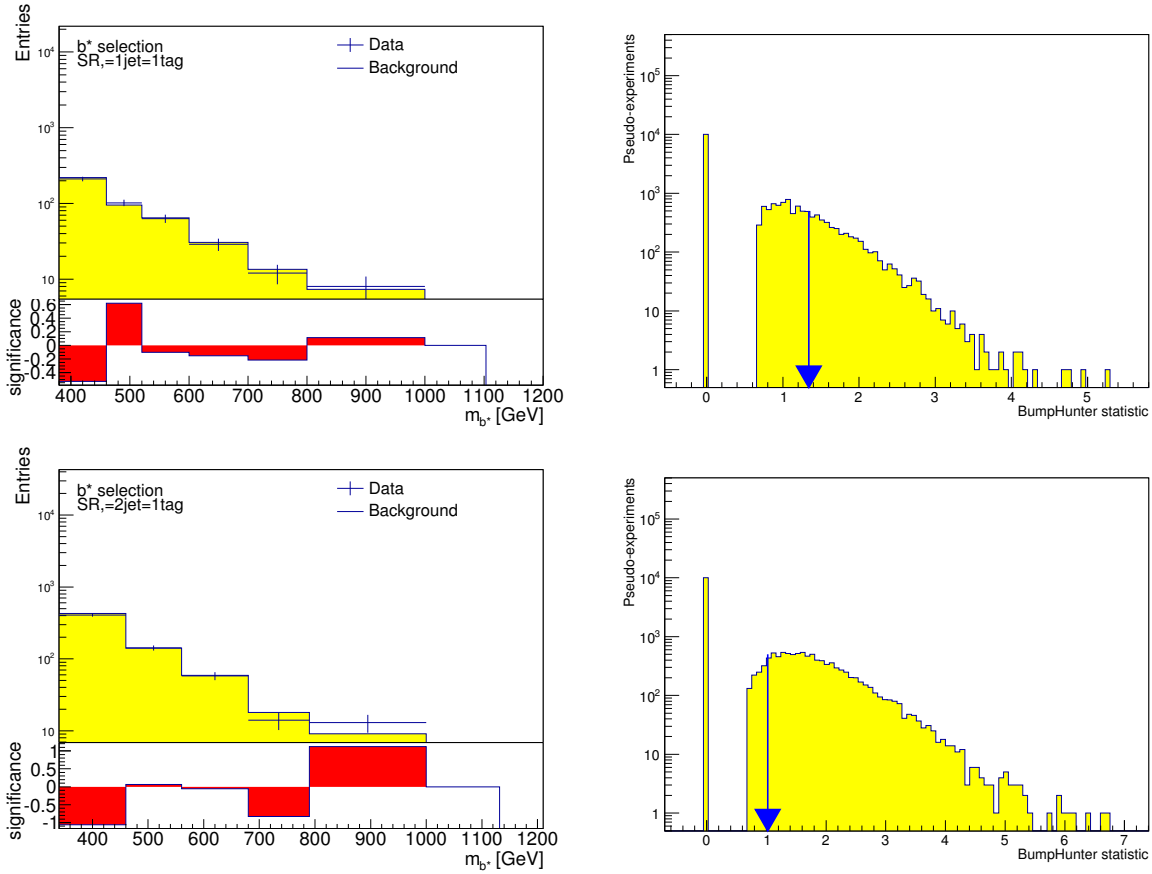 Entries
b* selection
SR,=1jet=1tag
Data
Background
10⁴
10³
10²
10
significance
0.6
0.4
0.2
0
-0.2
-0.4
400 500 600 700 800 900 1000 1100 1200
m_b* [GeV]
Pseudo-experiments
10⁵
10⁴
10³
10²
10
1
0 1 2 3 4 5
BumpHunter statistic
Entries
b* selection
SR,=2jet=1tag
Data
Background
10⁴
10³
10²
10
significance
1
0.5
0
-0.5
-1
400 500 600 700 800 900 1000 1100 1200
m_b* [GeV]
Pseudo-experiments
10⁵
10⁴
10³
10²
10
1
0 1 2 3 4 5 6 7
BumpHunter statistic